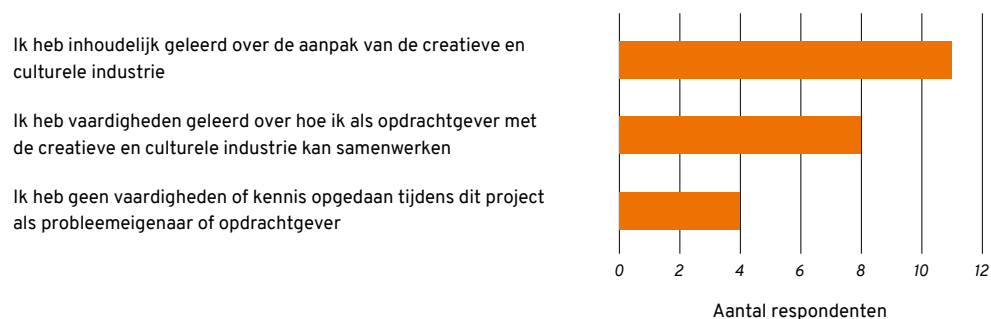 Ik heb inhoudelijk geleerd over de aanpak van de creatieve en
culturele industrie
Ik heb vaardigheden geleerd over hoe ik als opdrachtgever met
de creatieve en culturele industrie kan samenwerken
Ik heb geen vaardigheden of kennis opgedaan tijdens dit project
als probleemeigenaar of opdrachtgever
0 2 4 6 8 10 12
Aantal respondenten